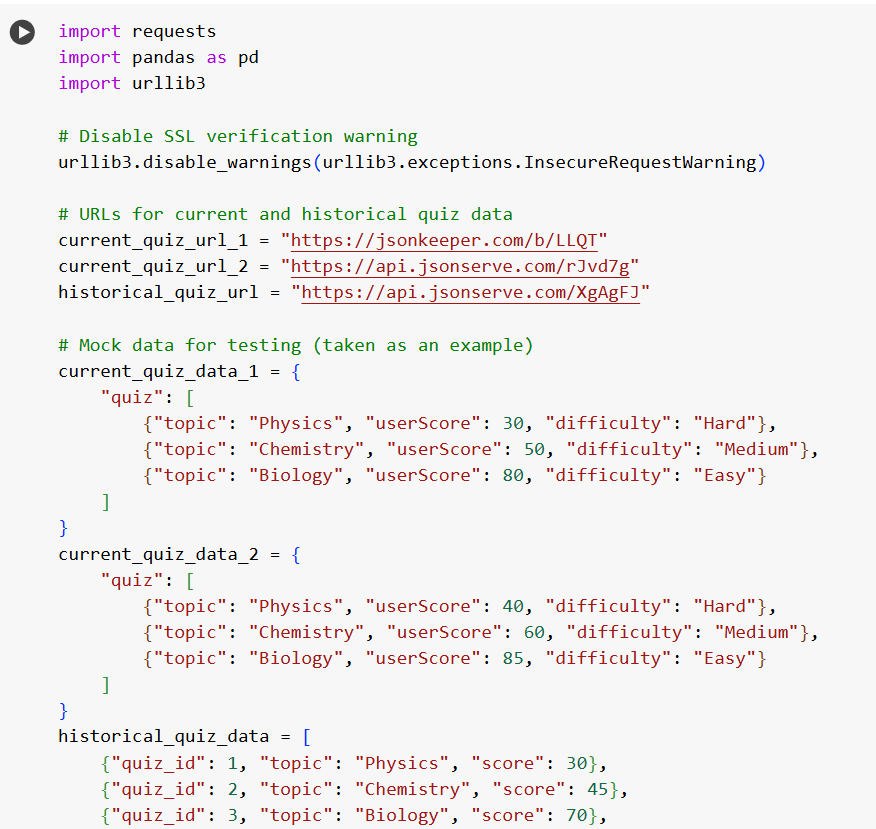 import requests
import pandas as pd
import urllib3
# Disable SSL verification warning
urllib3.disable_warnings(urllib3.exceptions.InsecureRequestWarning)
# URLs for current and historical quiz data
current_quiz_url_1 = "https://jsonkeeper.com/b/LLQT"
current_quiz_url_2 = "https://api.jsonserve.com/rJvd7g"
historical_quiz_url = "https://api.jsonserve.com/XgAgFJ"
# Mock data for testing (taken as an example)
current_quiz_data_1 = {
    "quiz": [
        {"topic": "Physics", "userScore": 30, "difficulty": "Hard"},
        {"topic": "Chemistry", "userScore": 50, "difficulty": "Medium"},
        {"topic": "Biology", "userScore": 80, "difficulty": "Easy"}
    ]
}
current_quiz_data_2 = {
    "quiz": [
        {"topic": "Physics", "userScore": 40, "difficulty": "Hard"},
        {"topic": "Chemistry", "userScore": 60, "difficulty": "Medium"},
        {"topic": "Biology", "userScore": 85, "difficulty": "Easy"}
    ]
}
historical_quiz_data = [
    {"quiz_id": 1, "topic": "Physics", "score": 30},
    {"quiz_id": 2, "topic": "Chemistry", "score": 45},
    {"quiz_id": 3, "topic": "Biology", "score": 70},